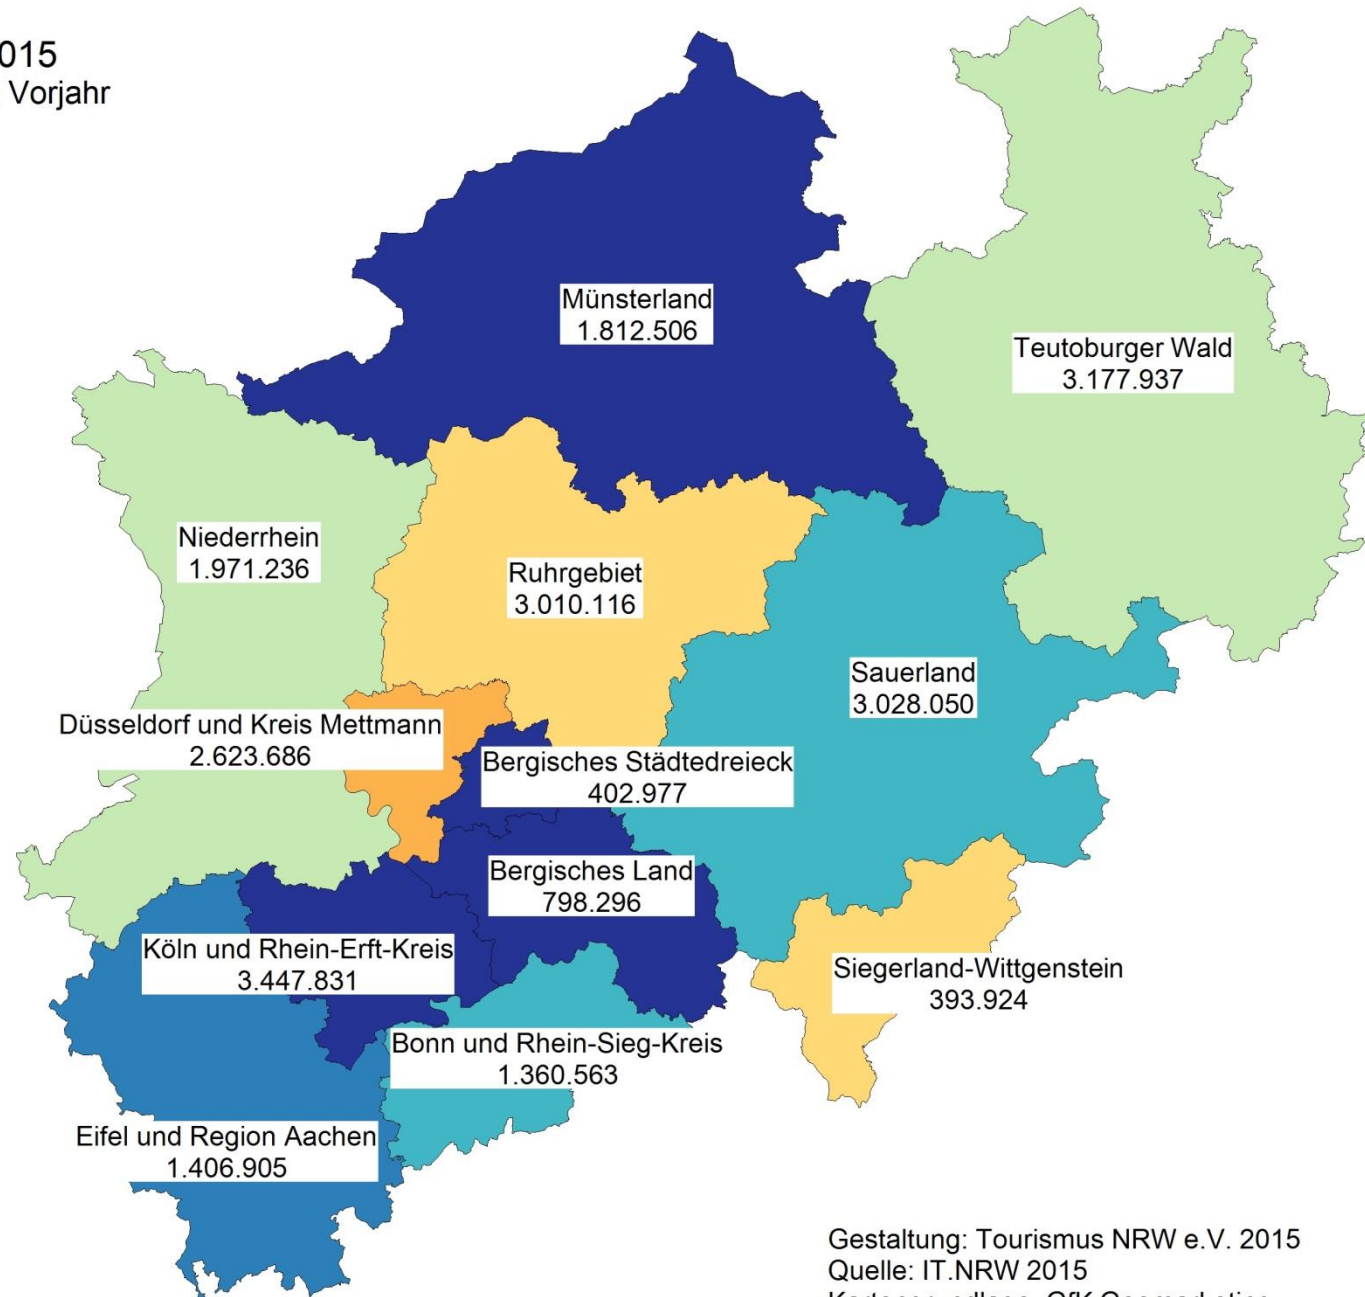 015
Vorjahr
Münsterland
1.812.506
Teutoburger Wald
3.177.937
Niederrhein
1.971.236
Ruhrgebiet
3.010.116
Sauerland
3.028.050
Düsseldorf und Kreis Mettmann
2.623.686
Bergisches Städtedreieck
402.977
Bergisches Land
798.296
Köln und Rhein-Erft-Kreis
3.447.831
Siegerland-Wittgenstein
393.924
Bonn und Rhein-Sieg-Kreis
1.360.563
Eifel und Region Aachen
1.406.905
Gestaltung: Tourismus NRW e.V. 2015
Quelle: IT.NRW 2015
Kartengrundlage: GfK Geomarketing